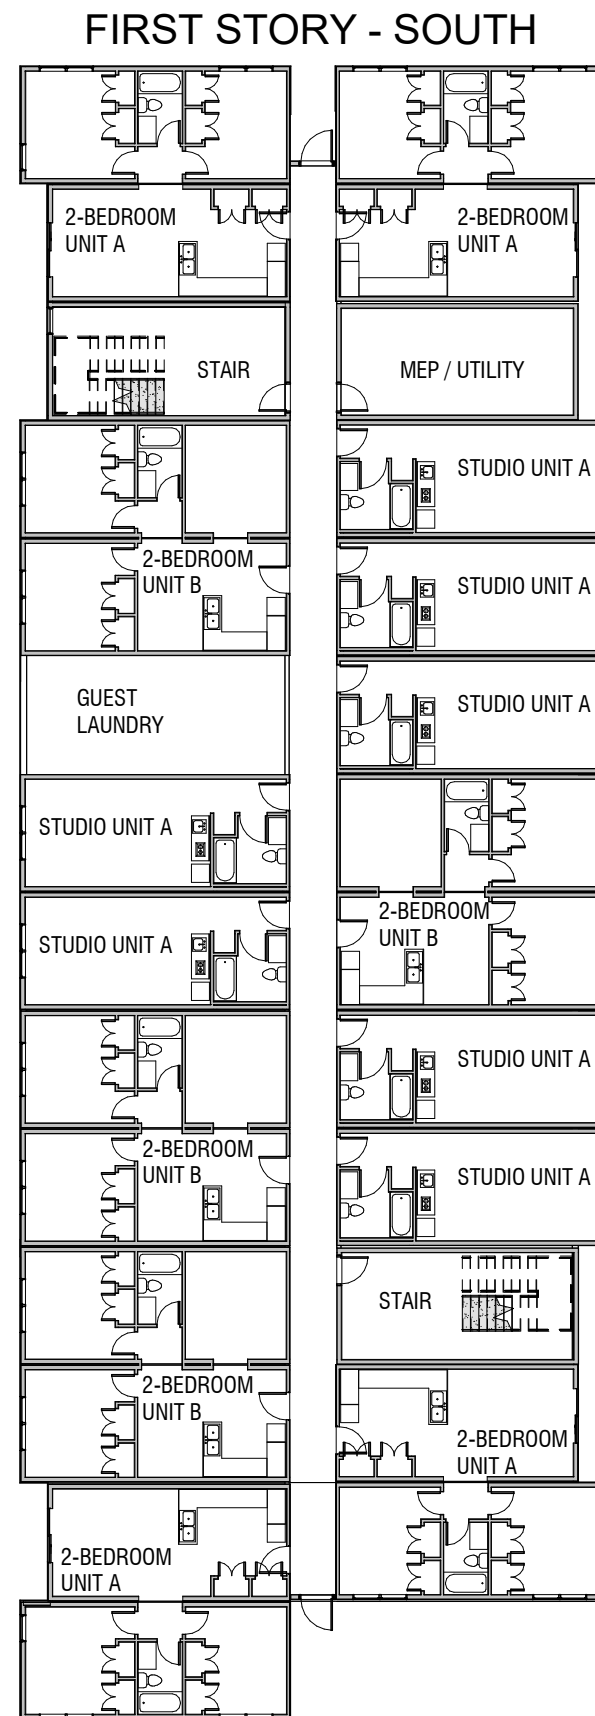 FIRST STORY - SOUTH
2-BEDROOM
UNIT A
2-BEDROOM
UNIT A
STAIR
MEP / UTILITY
STUDIO UNIT A
2-BEDROOM
UNIT B
STUDIO UNIT A
GUEST
LAUNDRY
STUDIO UNIT A
STUDIO UNIT A
2-BEDROOM
UNIT B
STUDIO UNIT A
STUDIO UNIT A
2-BEDROOM
UNIT B
STUDIO UNIT A
STAIR
2-BEDROOM
UNIT B
2-BEDROOM
UNIT A
2-BEDROOM
UNIT A